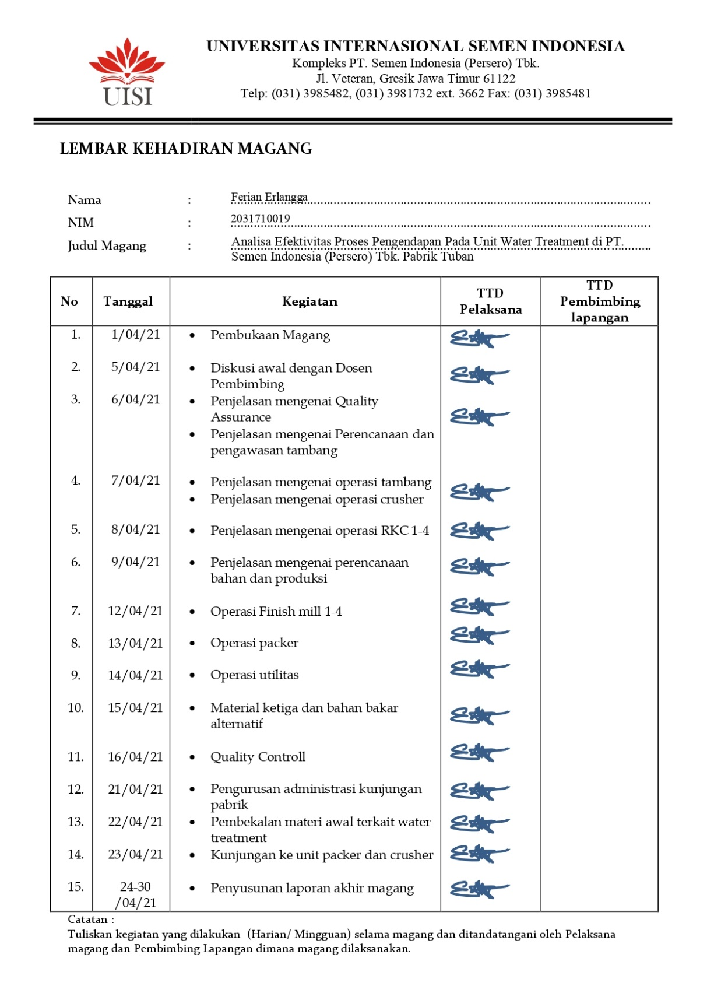 UISI
UNIVERSITAS INTERNASIONAL SEMEN INDONESIA
Kompleks PT. Semen Indonesia (Persero) Tbk.
Jl. Veteran, Gresik Jawa Timur 61122
Telp: (031) 3985482, (031) 3981732 ext. 3662 Fax: (031) 3985481
LEMBAR KEHADIRAN MAGANG
Nama : Ferian Erlangga
NIM : 2031710019
Judul Magang : Analisa Efektivitas Proses Pengendapan Pada Unit Water Treatment di PT.
Semen Indonesia (Persero) Tbk. Pabrik Tuban
No Tanggal Kegiatan TTD Pelaksana TTD Pembimbing lapangan
1. 1/04/21 • Pembukaan Magang
2. 5/04/21 • Diskusi awal dengan Dosen
Pembimbing
3. 6/04/21 • Penjelasan mengenai Quality
Assurance
• Penjelasan mengenai Perencanaan dan
pengawasan tambang
4. 7/04/21 • Penjelasan mengenai operasi tambang
• Penjelasan mengenai operasi crusher
5. 8/04/21 • Penjelasan mengenai operasi RKC 1-4
6. 9/04/21 • Penjelasan mengenai perencanaan
bahan dan produksi
7. 12/04/21 • Operasi Finish mill 1-4
8. 13/04/21 • Operasi packer
9. 14/04/21 • Operasi utilitas
10. 15/04/21 • Material ketiga dan bahan bakar
alternatif
11. 16/04/21 • Quality Controll
12. 21/04/21 • Pengurusan administrasi kunjungan
pabrik
13. 22/04/21 • Pembekalan materi awal terkait water
treatment
14. 23/04/21 • Kunjungan ke unit packer dan crusher
15. 24-30 • Penyusunan laporan akhir magang
/04/21
Catatan :
Tuliskan kegiatan yang dilakukan (Harian/ Mingguan) selama magang dan ditandatangani oleh Pelaksana
magang dan Pembimbing Lapangan dimana magang dilaksanakan.